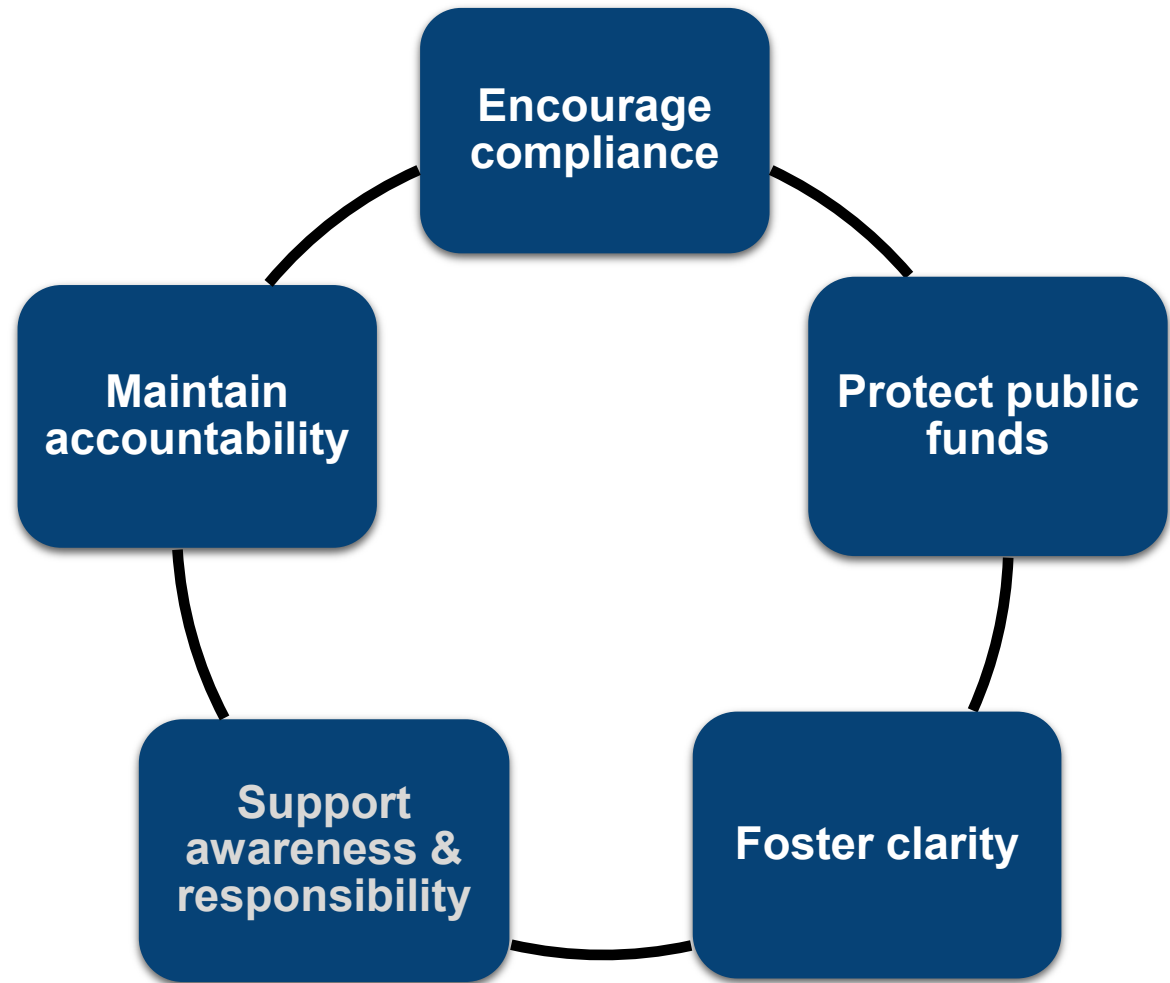 Encourage
compliance
Protect public
funds
Foster clarity
Support
awareness &
responsibility
Maintain
accountability